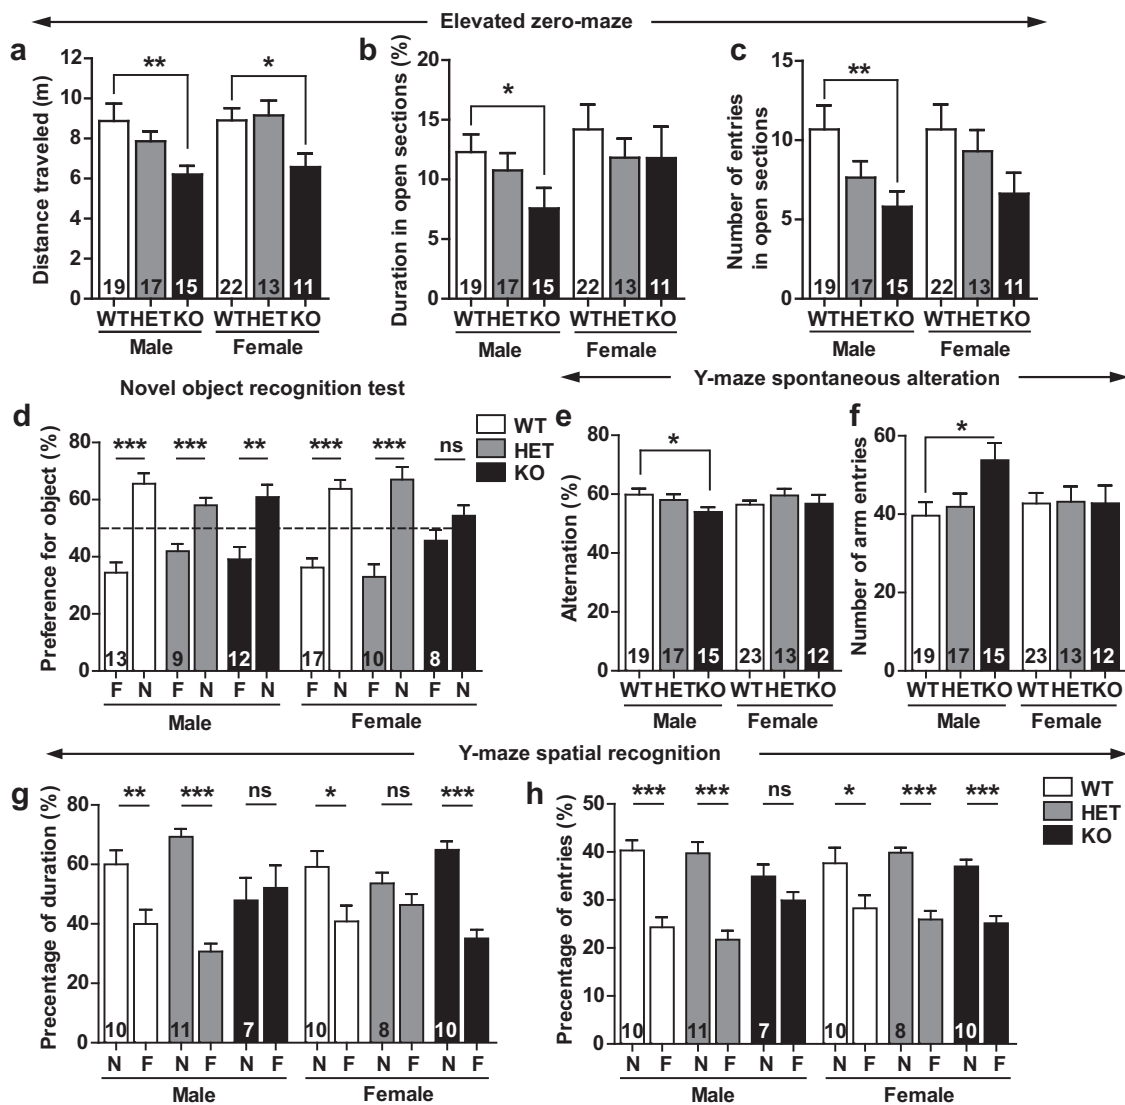 Elevated zero-maze
a
b
c
Distance traveled (m)
12
10
8
6
4
2
0
**
*
19
17
15
22
13
11
WT HET KO
WT HET KO
Male
Female
Duration in open sections (%)
20
15
10
5
0
*
19
17
15
22
13
11
WT HET KO
WT HET KO
Male
Female
Number of entries
in open sections
15
10
5
0
**
19
17
15
22
13
11
WT HET KO
WT HET KO
Male
Female
Novel object recognition test
d
Preference for object (%)
80
60
40
20
0
*** *** ** *** *** ns
WT
HET
KO
13
9
12
17
10
8
F N F N F N F N F N F N
Male
Female
Y-maze spontaneous alteration
e
f
Alternation (%)
80
60
40
20
0
*
19
17
15
23
13
12
WT HET KO
WT HET KO
Male
Female
Number of arm entries
60
40
20
0
*
19
17
15
23
13
12
WT HET KO
WT HET KO
Male
Female
Y-maze spatial recognition
g
h
Precentage of duration (%)
80
60
40
20
0
** *** ns * ns ***
10
11
7
10
8
10
N F N F N F N F N F N F
Male
Female
Precentage of entries (%)
50
40
30
20
10
0
*** *** ns * *** ***
WT
HET
KO
10
11
7
10
8
10
N F N F N F N F N F N F
Male
Female